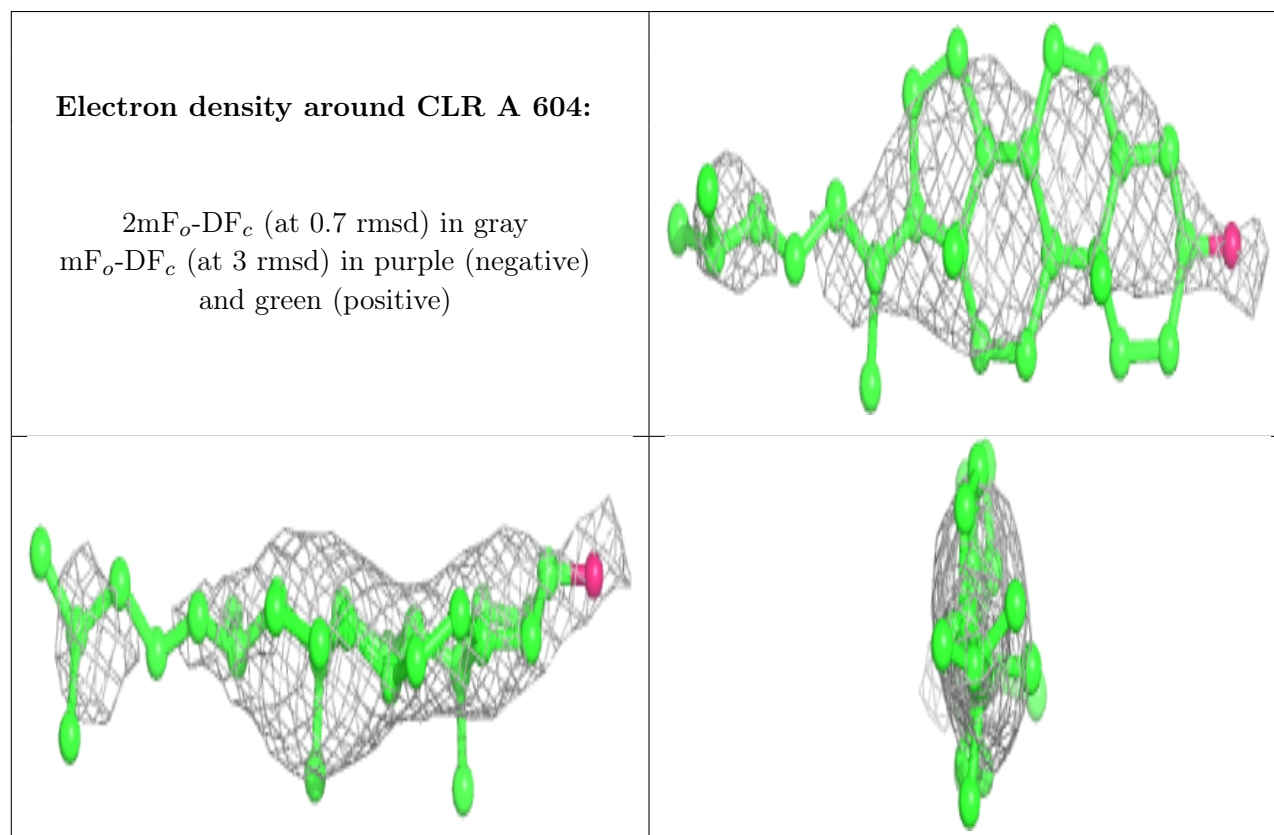 Electron density around CLR A 604:
2mFo-DFc (at 0.7 rmsd) in gray
mFo-DFc (at 3 rmsd) in purple (negative)
and green (positive)